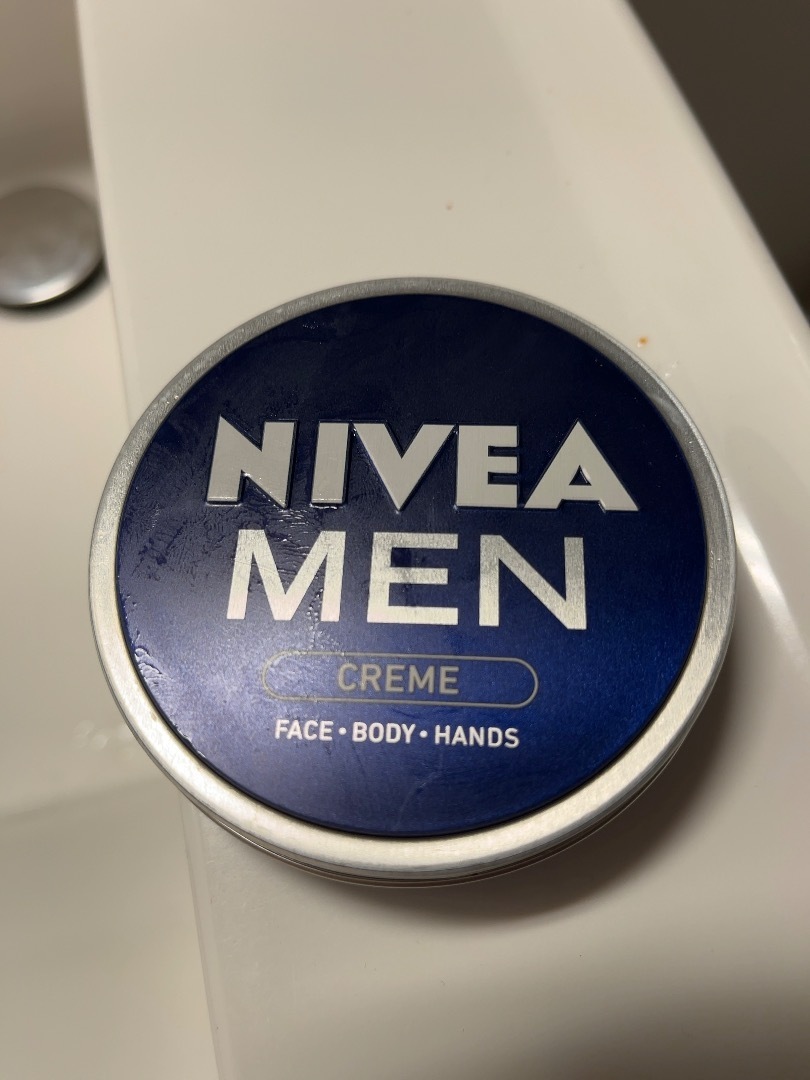 NIVEA
MEN
CREME
FACE • BODY • HANDS